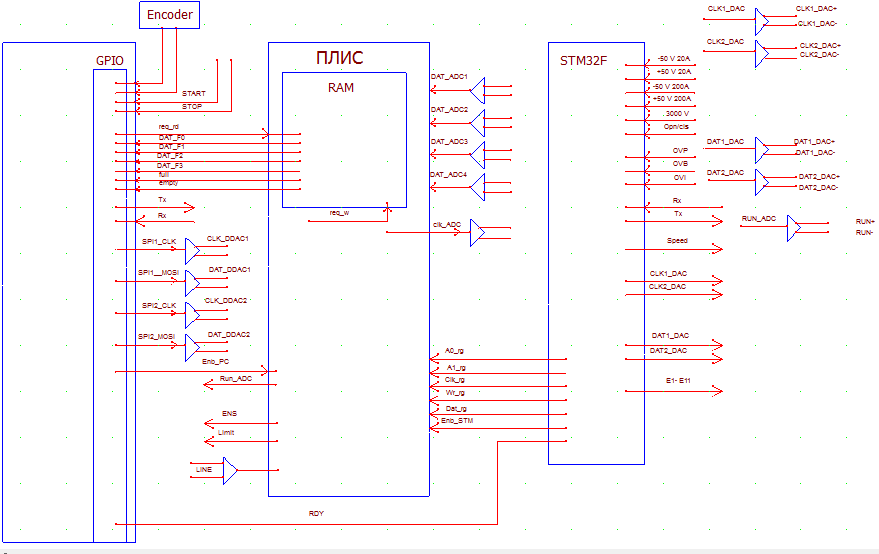 Encoder
GPIO
START
STOP
req_rd
DAT_F0
DAT_F1
DAT_F2
DAT_F3
full
empty
Tx
Rx
SPI1_CLK
CLK_DDAC1
SPI1__MOSI
DAT_DDAC1
SPI2_CLK
CLK_DDAC2
SPI2_MOSI
DAT_DDAC2
Enb_PC
Run_ADC
ENS
Limit
LINE
RDY
ПЛИС
RAM
req_w
DAT_ADC1
DAT_ADC2
DAT_ADC3
DAT_ADC4
clk_ADC
A0_rg
A1_rg
Clk_rg
Wr_rg
Dat_rg
Enb_STM
STM32F
-50 V 20A
+50 V 20A
-50 V 200A
+50 V 200A
3000 V
Opn/cls
OVP
OVB
OVI
Rx
Tx
Speed
CLK1_DAC
CLK2_DAC
DAT1_DAC
DAT2_DAC
E1- E11
CLK1_DAC
CLK1_DAC+
CLK1_DAC-
CLK2_DAC
CLK2_DAC+
CLK2_DAC-
DAT1_DAC
DAT1_DAC+
DAT1_DAC-
DAT2_DAC
DAT2_DAC+
DAT2_DAC-
RUN_ADC
RUN+
RUN-